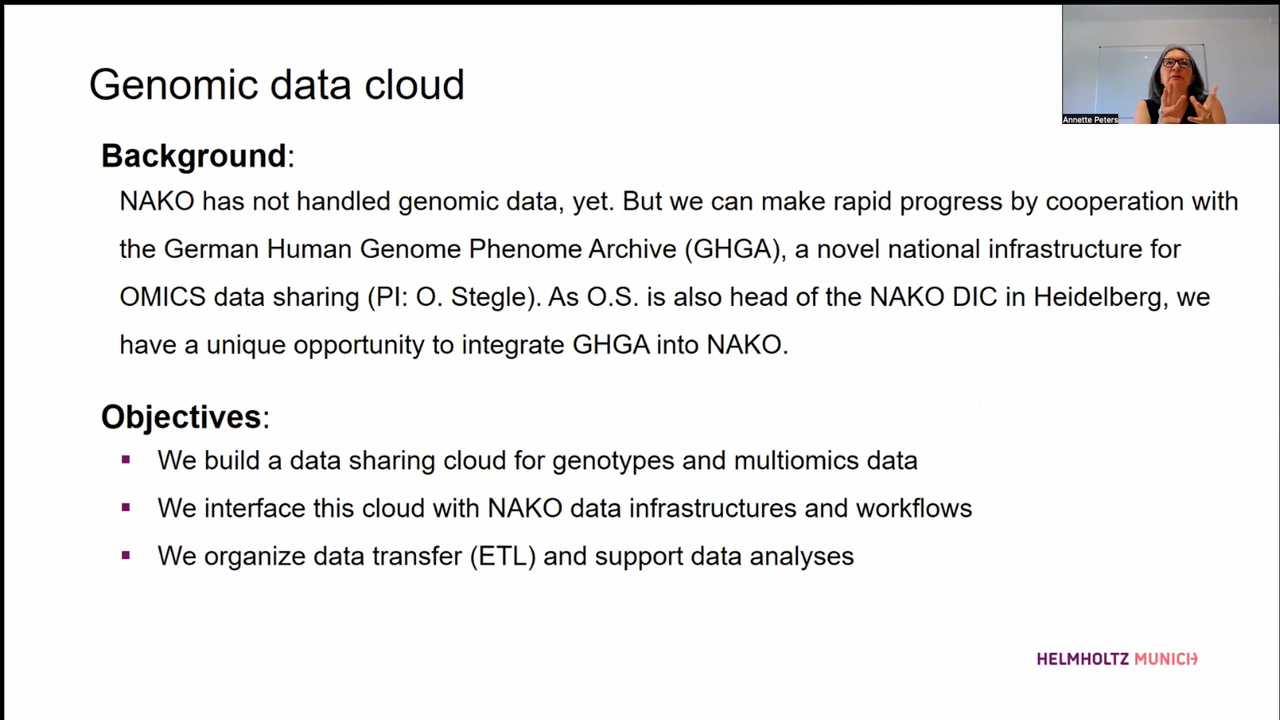 Genomic data cloud
Annette Peters
Background:
NAKO has not handled genomic data, yet. But we can make rapid progress by cooperation with
the German Human Genome Phenome Archive (GHGA), a novel national infrastructure for
OMICS data sharing (PI: O. Stegle). As O.S. is also head of the NAKO DIC in Heidelberg, we
have a unique opportunity to integrate GHGA into NAKO.
Objectives:
▪ We build a data sharing cloud for genotypes and multiomics data
▪ We interface this cloud with NAKO data infrastructures and workflows
▪ We organize data transfer (ETL) and support data analyses
HELMHOLTZ MUNICH